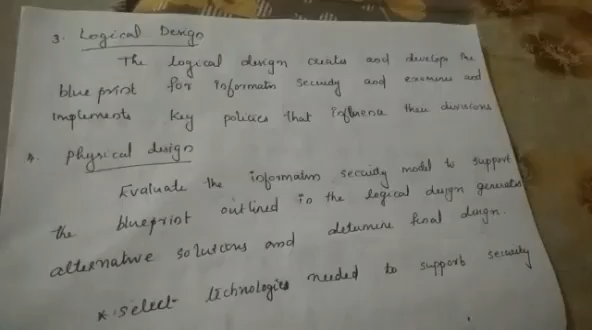 3. Logical Design
The logical design creates and develops the
blue print for information security and examines and
implements key policies that influence their divisions
4. Physical design
Evaluate the information security model to support
the blueprint outlined in the logical design generates
alternative solutions and determine final design.
* select technologies needed to support security